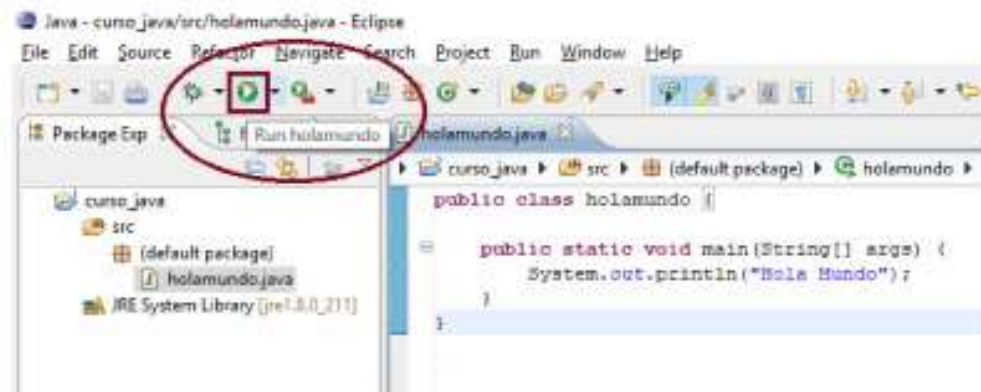 Java - curso_java/src/holamundo.java - Eclipse
File Edit Source Refactor Navigate Search Project Run Window Help
Package Exp
Run holamundo
holamundo.java
curso_java src (default package) holamundo
curso_java
src
(default package)
holamundo.java
JRE System Library [jre1.8.0_211]
public class holamundo {
public static void main(String[] args) {
System.out.println("Hola Mundo");
}
}